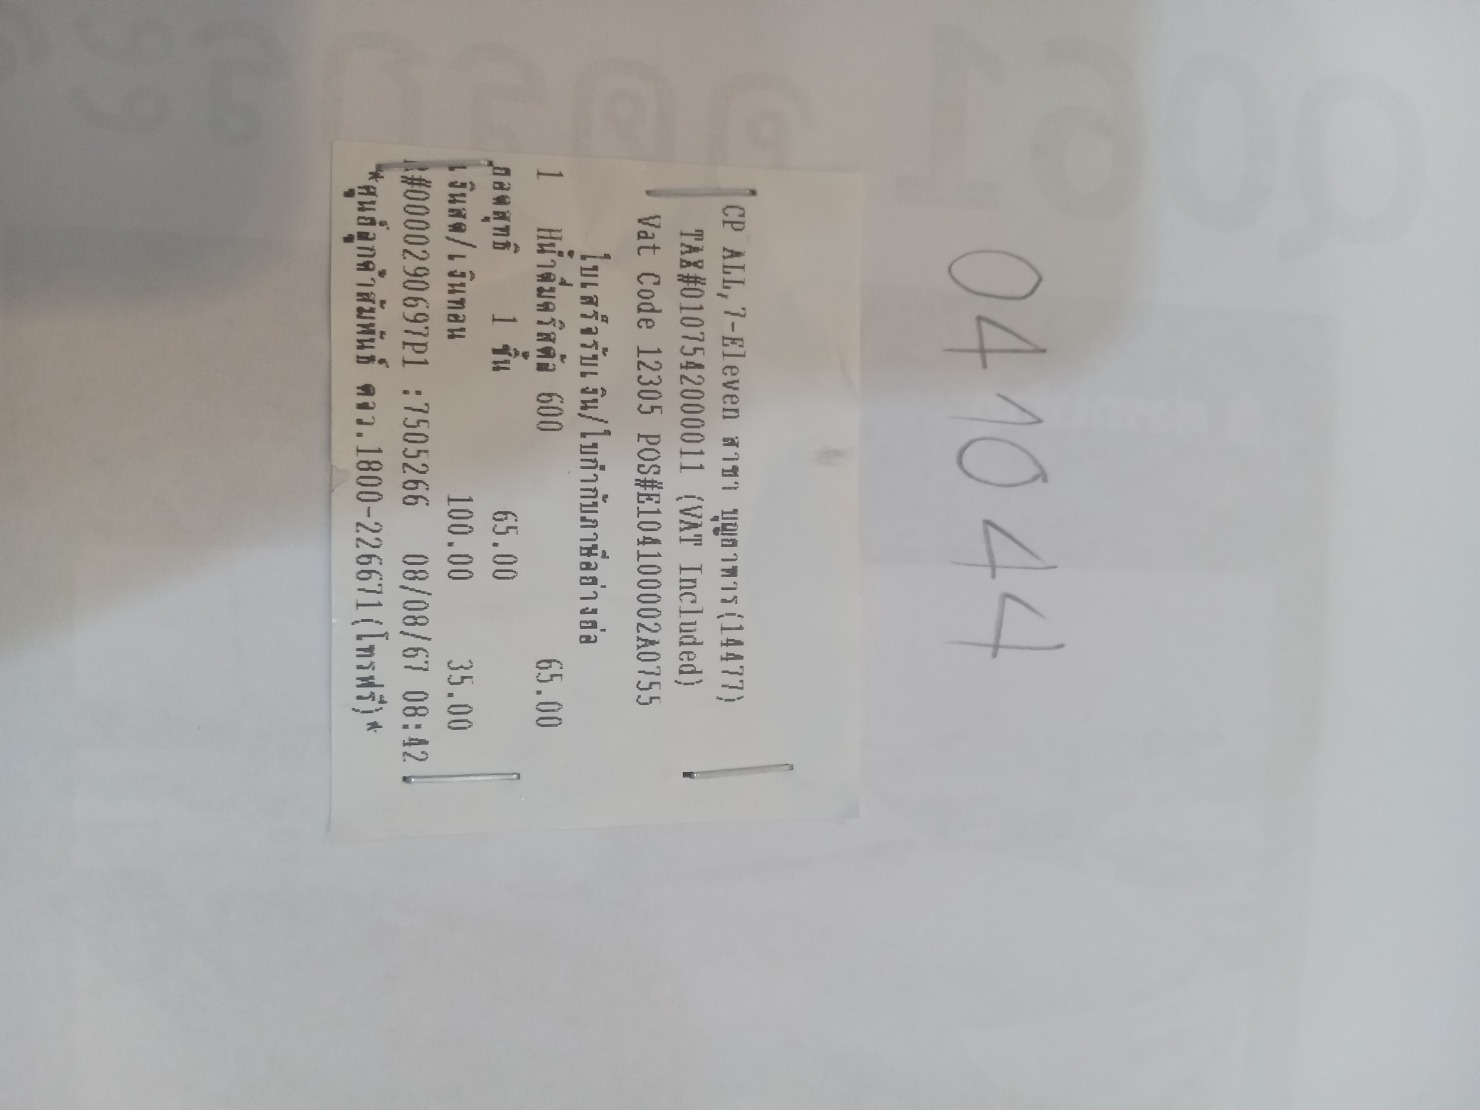 041044
CP ALL,7-Eleven สาขา บุญถาพาร(14477)
TAX#0107542000011 (VAT Included)
Vat Code 12305 POS#E10410002A0755
ใบเสร็จรับเงิน/ใบกำกับภาษีอย่างย่อ
1 Hน้ำดื่มคริสตัล 600 65.00
ยอดสุทธิ 1 ชิ้น 65.00
เงินสด/เงินทอน 100.00 35.00
R#0000290697P1 :7505266 08/08/67 08:42
*ศูนย์ลูกค้าสัมพันธ์ ตจว.1800-226671(โทรฟรี)*